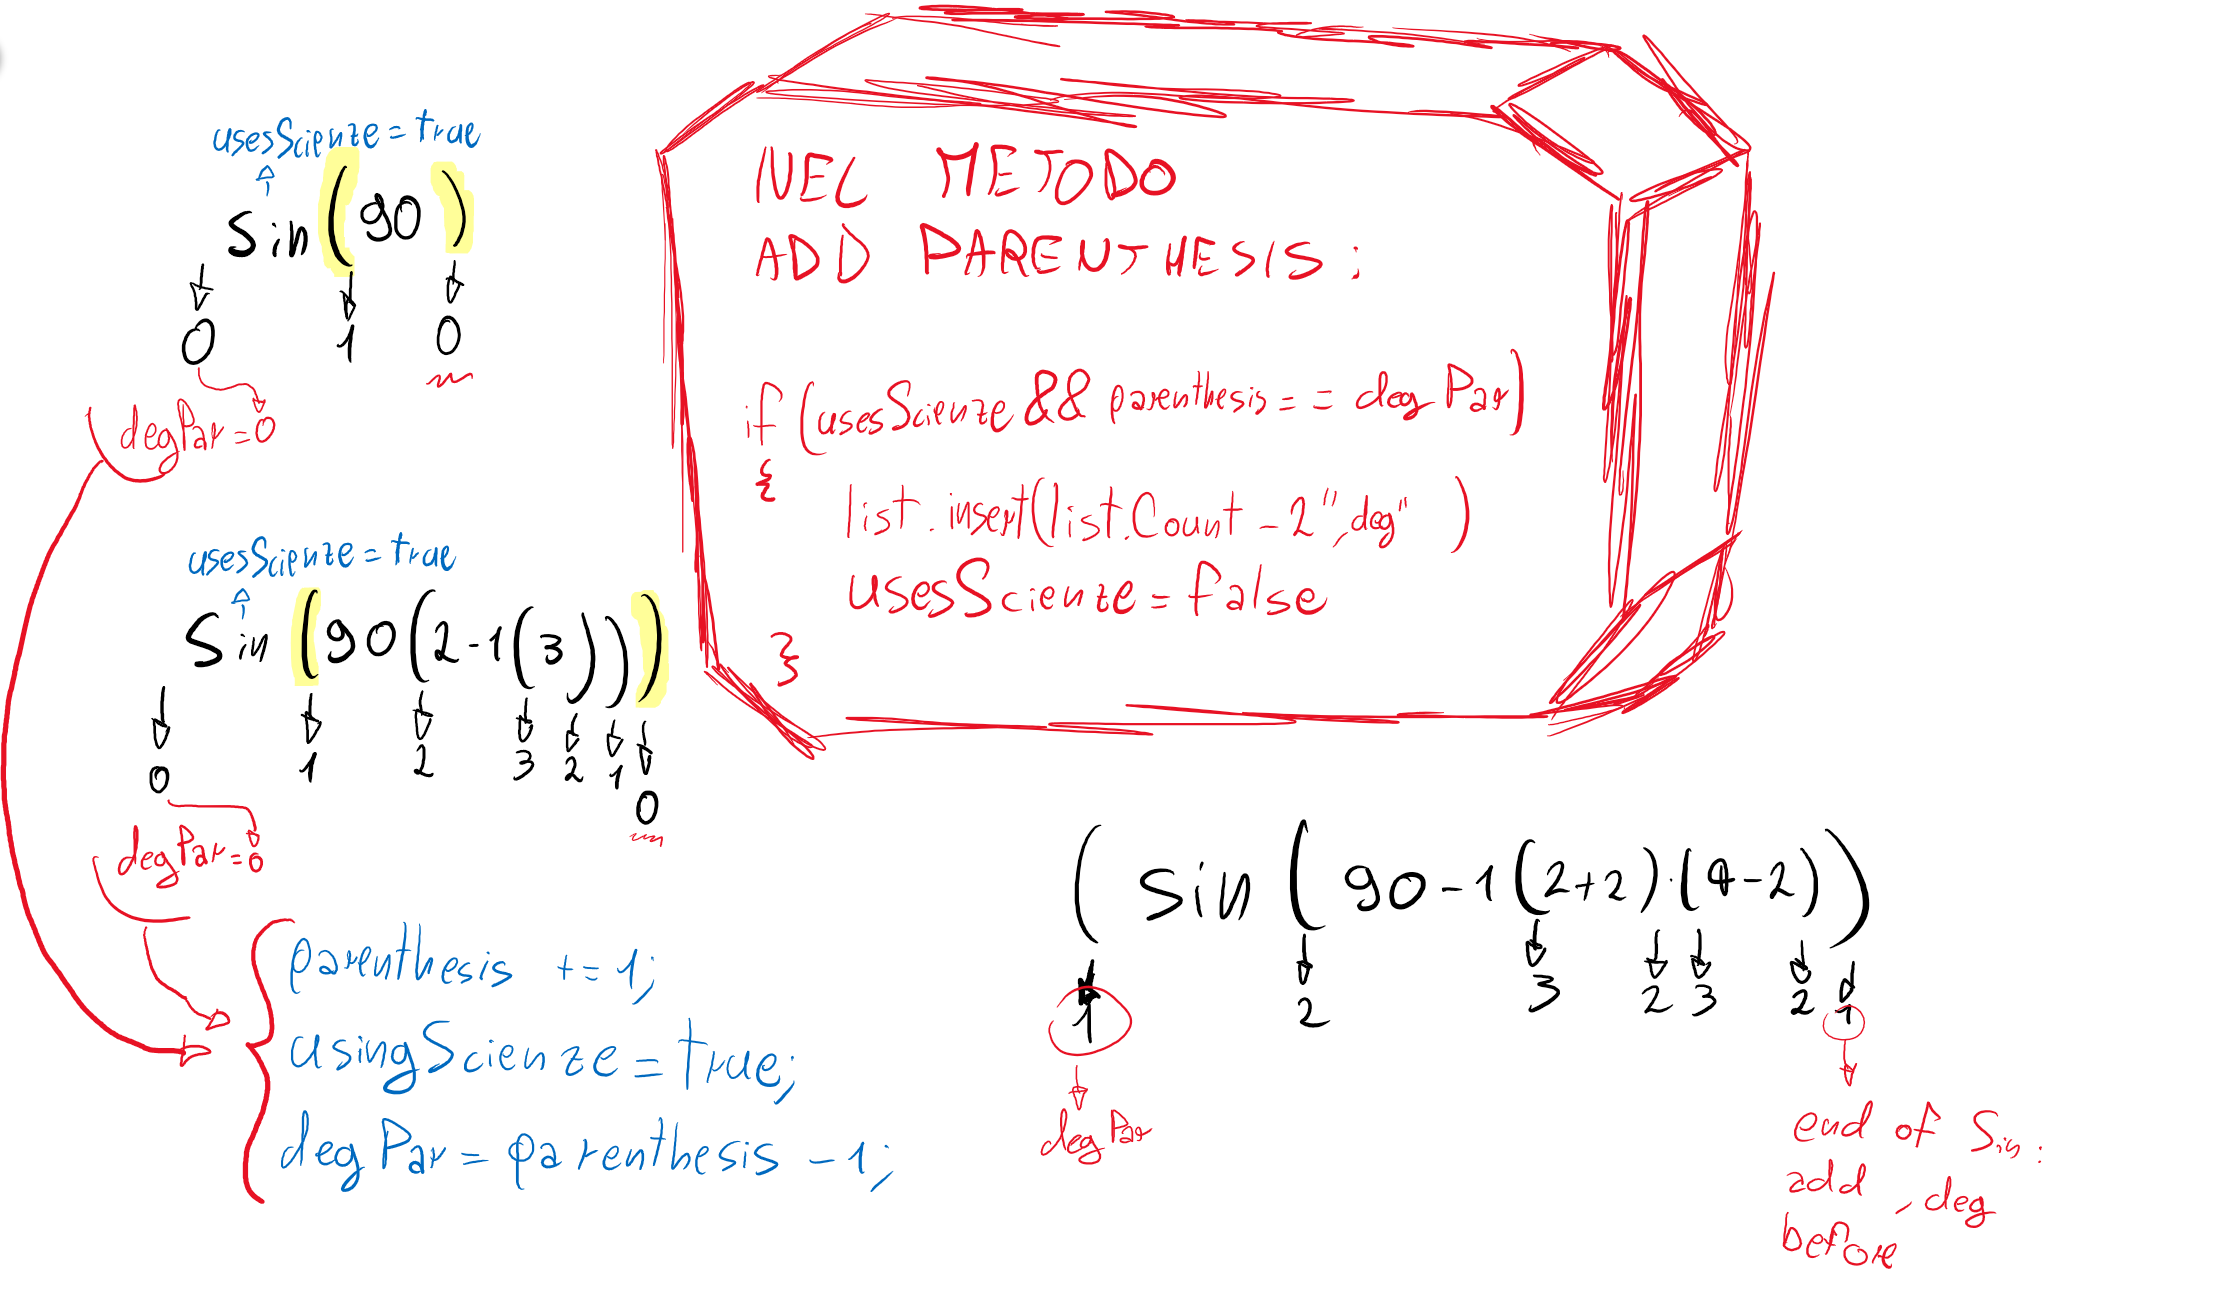 usesScienze = true
sin(90)
0 1 0
degPar = 0
usesScienze = true
Sin(90(2-1(3)))
0 1 2 3 2 1 0
degPar = 0
parenthesis += 1;
usingScienze = true;
degPar = parenthesis - 1;
NEL METODO
ADD PARENTHESIS:
if (usesScienze && parenthesis == degPar)
{
list.insert(list.Count - 2 ",deg" )
usesScienze = false
}
( sin ( 90 - 1 (2+2) · (4-2) )
1 2 3 2 3 2 1
degPar
end of Sin:
add ,deg
before